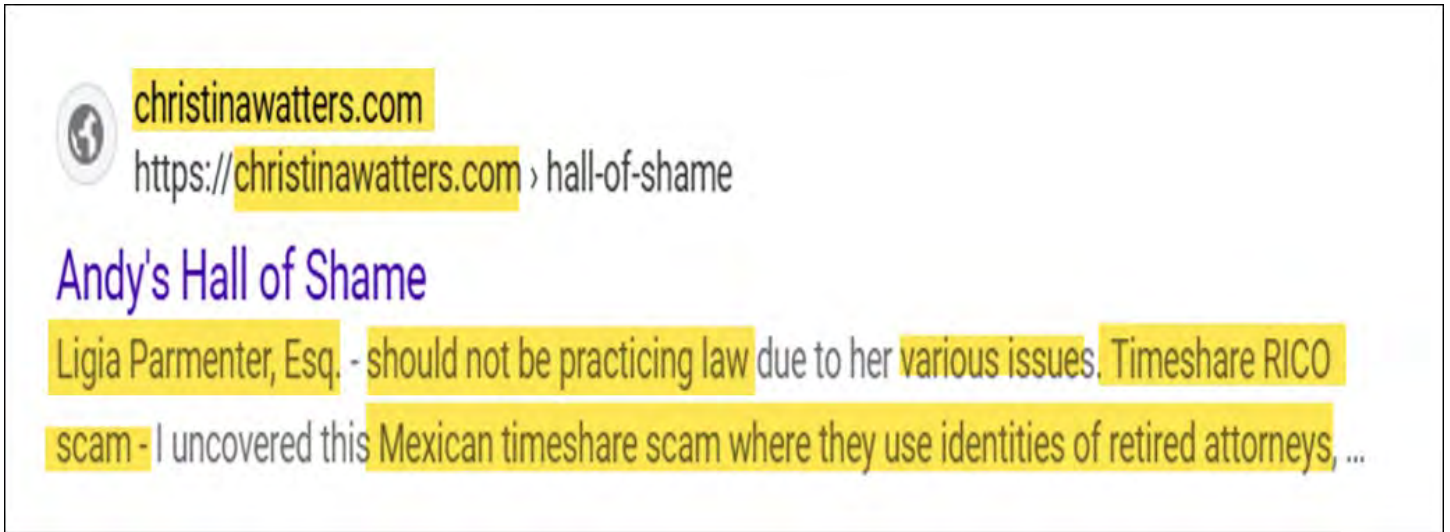 christinawatters.com
https://christinawatters.com › hall-of-shame
Andy's Hall of Shame
Ligia Parmenter, Esq. - should not be practicing law due to her various issues. Timeshare RICO
scam - I uncovered this Mexican timeshare scam where they use identities of retired attorneys, ...